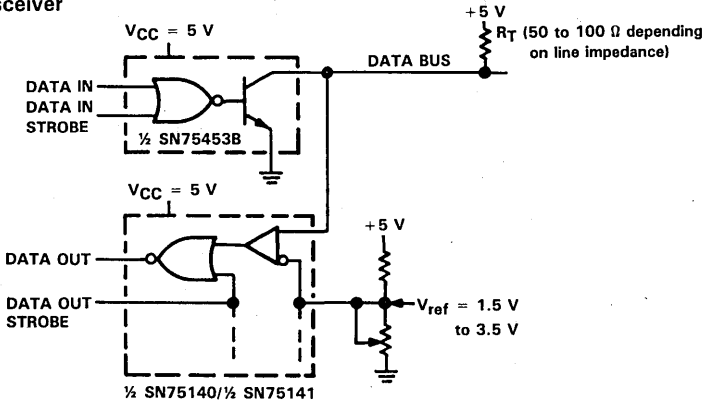 sceiver
VCC = 5 V
+5 V
RT (50 to 100 Ω depending
on line impedance)
DATA BUS
DATA IN
DATA IN
STROBE
½ SN75453B
VCC = 5 V
+5 V
DATA OUT
DATA OUT
STROBE
Vref = 1.5 V
to 3.5 V
½ SN75140/½ SN75141